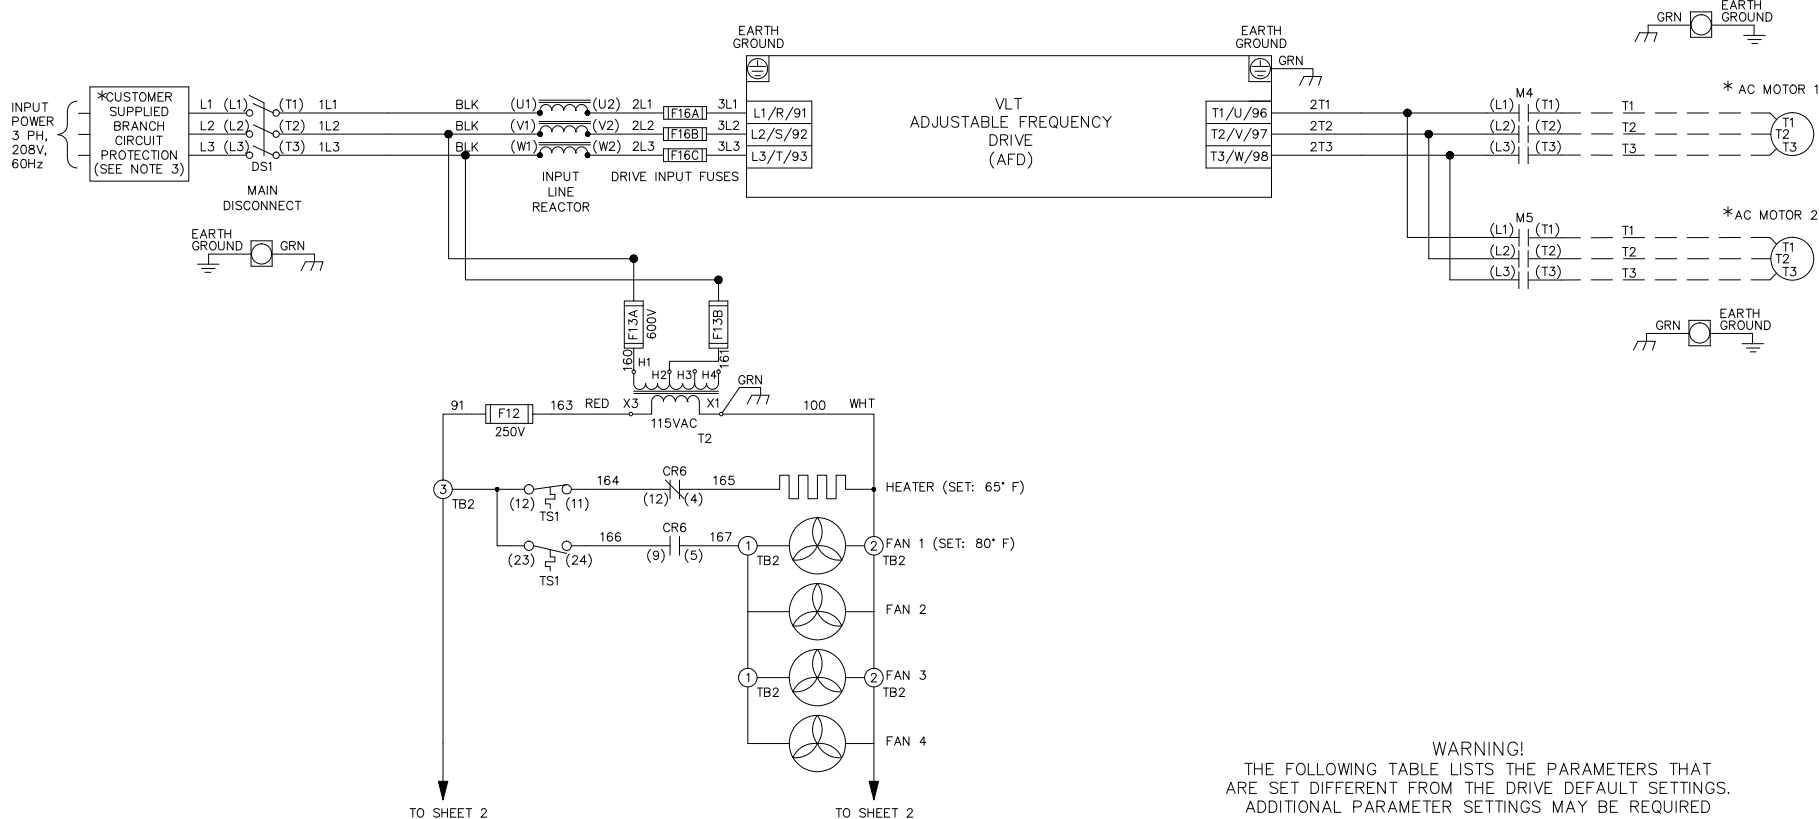 EARTH
GROUND
EARTH
GROUND
GRN
GRN
EARTH
GROUND
INPUT
POWER
3 PH,
208V,
60Hz
*CUSTOMER
SUPPLIED
BRANCH
CIRCUIT
PROTECTION
(SEE NOTE 3)
L1 (L1) (T1) 1L1 BLK (U1) (U2) 2L1 F16A 3L1 L1/R/91
L2 (L2) (T2) 1L2 BLK (V1) (V2) 2L2 F16B 3L2 L2/S/92
L3 (L3) (T3) 1L3 BLK (W1) (W2) 2L3 F16C 3L3 L3/T/93
DS1
MAIN
DISCONNECT
INPUT
LINE
REACTOR
DRIVE INPUT FUSES
VLT
ADJUSTABLE FREQUENCY
DRIVE
(AFD)
T1/U/96 2T1
T2/V/97 2T2
T3/W/98 2T3
M4
(L1) (T1) T1
(L2) (T2) T2
(L3) (T3) T3
* AC MOTOR 1
T1
T2
T3
M5
(L1) (T1) T1
(L2) (T2) T2
(L3) (T3) T3
*AC MOTOR 2
T1
T2
T3
GRN
EARTH
GROUND
EARTH
GROUND
GRN
F13A
600V
F13B
160
161
H1 H2 H3 H4
GRN
91 F12 163 RED X3 X1 100 WHT
250V
115VAC
T2
3
TB2
(12) (11)
TS1
164
CR6
(12) (4)
165
HEATER (SET: 65° F)
(23) (24)
TS1
166
CR6
(9) (5)
167
1
TB2
2
TB2
FAN 1 (SET: 80° F)
FAN 2
1
TB2
2
TB2
FAN 3
FAN 4
TO SHEET 2
TO SHEET 2
WARNING!
THE FOLLOWING TABLE LISTS THE PARAMETERS THAT
ARE SET DIFFERENT FROM THE DRIVE DEFAULT SETTINGS.
ADDITIONAL PARAMETER SETTINGS MAY BE REQUIRED